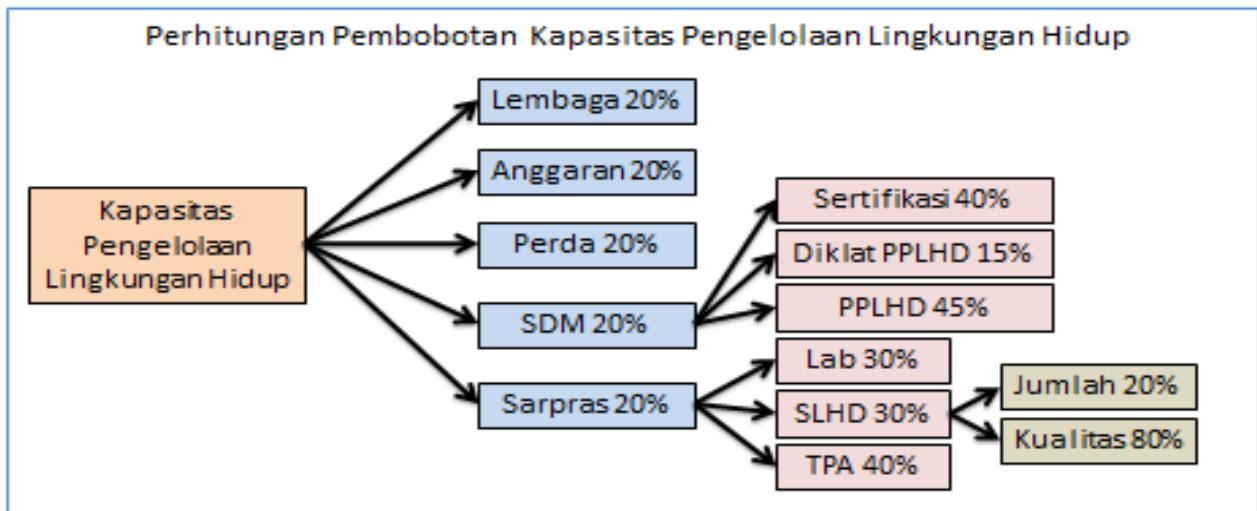 Perhitungan Pembobotan Kapasitas Pengelolaan Lingkungan Hidup
Kapasitas
Pengelolaan
Lingkungan Hidup
Lembaga 20%
Anggaran 20%
Perda 20%
SDM 20%
Sarpras 20%
Sertifikasi 40%
Diklat PPLHD 15%
PPLHD 45%
Lab 30%
SLHD 30%
TPA 40%
Jumlah 20%
Kualitas 80%